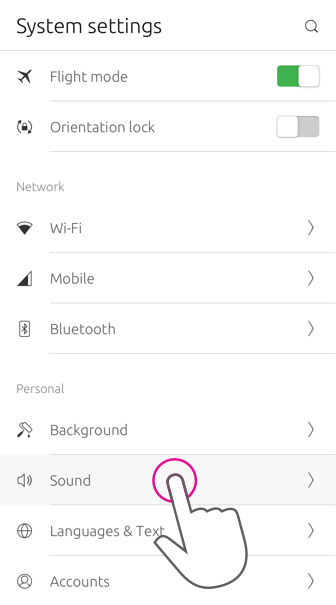 System settings
Flight mode
Orientation lock
Network
Wi-Fi
Mobile
Bluetooth
Personal
Background
Sound
Languages & Text
Accounts